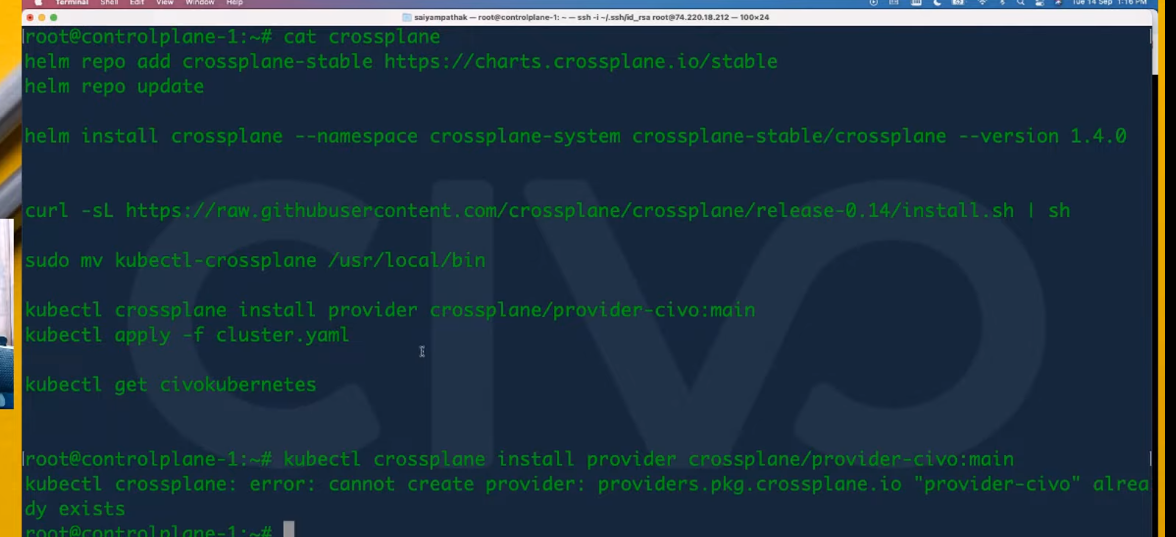 Terminal Shell Edit View Window Help
Tue 14 Sep 1:16 PM
saiyampathak — root@controlplane-1: ~ — ssh -i ~/.ssh/id_rsa root@74.220.18.212 — 100×24
root@controlplane-1:~# cat crossplane
helm repo add crossplane-stable https://charts.crossplane.io/stable
helm repo update
helm install crossplane --namespace crossplane-system crossplane-stable/crossplane --version 1.4.0
curl -sL https://raw.githubusercontent.com/crossplane/crossplane/release-0.14/install.sh | sh
sudo mv kubectl-crossplane /usr/local/bin
kubectl crossplane install provider crossplane/provider-civo:main
kubectl apply -f cluster.yaml
kubectl get civokubernetes
root@controlplane-1:~# kubectl crossplane install provider crossplane/provider-civo:main
kubectl crossplane: error: cannot create provider: providers.pkg.crossplane.io "provider-civo" alrea
dy exists
root@controlplane-1:~#
CIVO